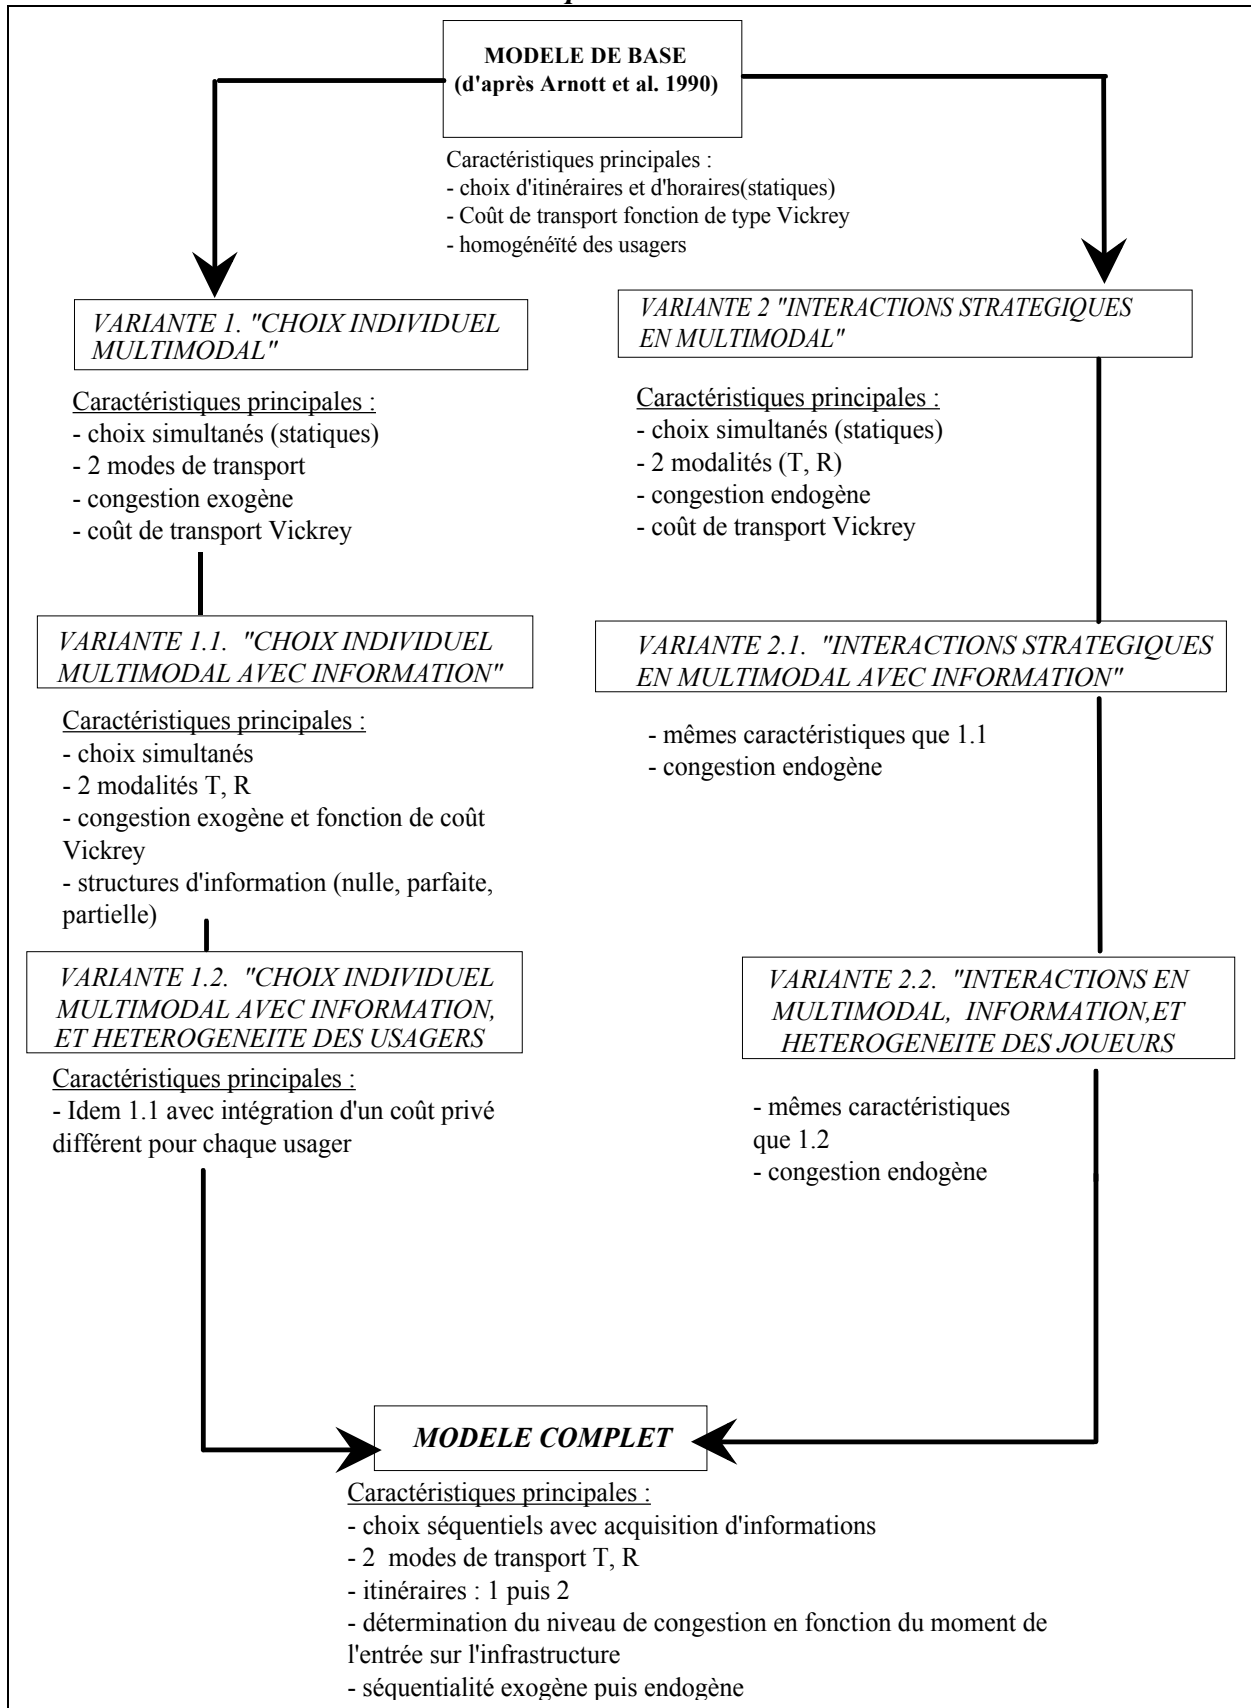 MODELE DE BASE
(d'après Arnott et al. 1990)
Caractéristiques principales :
- choix d'itinéraires et d'horaires(statiques)
- Coût de transport fonction de type Vickrey
- homogénéïté des usagers
VARIANTE 1. "CHOIX INDIVIDUEL
MULTIMODAL"
Caractéristiques principales :
- choix simultanés (statiques)
- 2 modes de transport
- congestion exogène
- coût de transport Vickrey
VARIANTE 2 "INTERACTIONS STRATEGIQUES
EN MULTIMODAL"
Caractéristiques principales :
- choix simultanés (statiques)
- 2 modalités (T, R)
- congestion endogène
- coût de transport Vickrey
VARIANTE 1.1. "CHOIX INDIVIDUEL
MULTIMODAL AVEC INFORMATION"
Caractéristiques principales :
- choix simultanés
- 2 modalités T, R
- congestion exogène et fonction de coût
Vickrey
- structures d'information (nulle, parfaite,
partielle)
VARIANTE 2.1. "INTERACTIONS STRATEGIQUES
EN MULTIMODAL AVEC INFORMATION"
- mêmes caractéristiques que 1.1
- congestion endogène
VARIANTE 1.2. "CHOIX INDIVIDUEL
MULTIMODAL AVEC INFORMATION,
ET HETEROGENEITE DES USAGERS
Caractéristiques principales :
- Idem 1.1 avec intégration d'un coût privé
différent pour chaque usager
VARIANTE 2.2. "INTERACTIONS EN
MULTIMODAL, INFORMATION,ET
HETEROGENEITE DES JOUEURS
- mêmes caractéristiques
que 1.2
- congestion endogène
MODELE COMPLET
Caractéristiques principales :
- choix séquentiels avec acquisition d'informations
- 2 modes de transport T, R
- itinéraires : 1 puis 2
- détermination du niveau de congestion en fonction du moment de
l'entrée sur l'infrastructure
- séquentialité exogène puis endogène